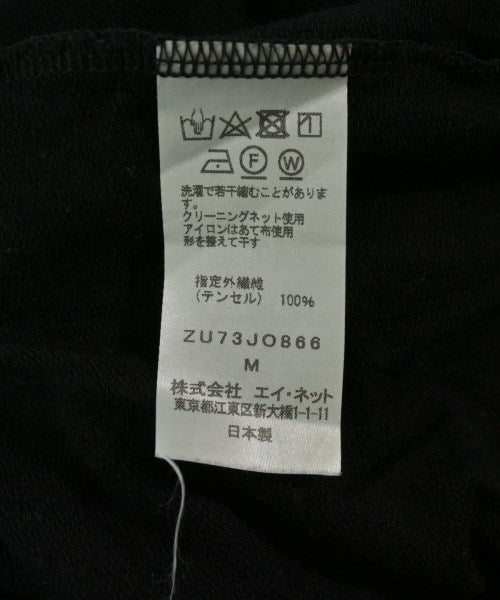 F W
洗濯で若干縮むことがありま
す。
クリーニングネット使用
アイロンはあて布使用
形を整えて干す
指定外繊維
(テンセル) 100%
ZU73JO866
M
株式会社 エイ・ネット
東京都江東区新大橋1-1-11
日本製